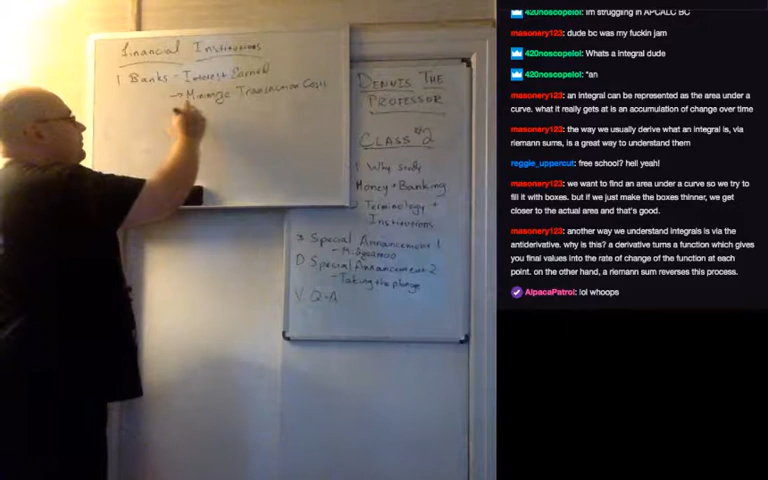 Financial Institutions
1 Banks - Interest Earned
→ Minimize Transaction Costs
DENNIS THE
PROFESSOR
CLASS #2
1 Why Study
Money + Banking
Terminology +
Institutions
Special Announcement 1
Special Announcement 2
- Taking the plunge
V. Q-A
420noscopelol: Im struggling in APCALC BC
masonery123: dude bc was my fuckin jam
420noscopelol: Whats a integral dude
420noscopelol: *an
masonery123: an integral can be represented as the area under a
curve. what it really gets at is an accumulation of change over time
masonery123: the way we usually derive what an integral is, via
riemann sums, is a great way to understand them
reggie_uppercut: free school? hell yeah!
masonery123: we want to find an area under a curve so we try to
fill it with boxes. but if we just make the boxes thinner, we get
closer to the actual area and that's good.
masonery123: another way we understand integrals is via the
antiderivative. why is this? a derivative turns a function which gives
you final values into the rate of change of the function at each
point. on the other hand, a riemann sum reverses this process.
AlpacaPatrol: lol whoops